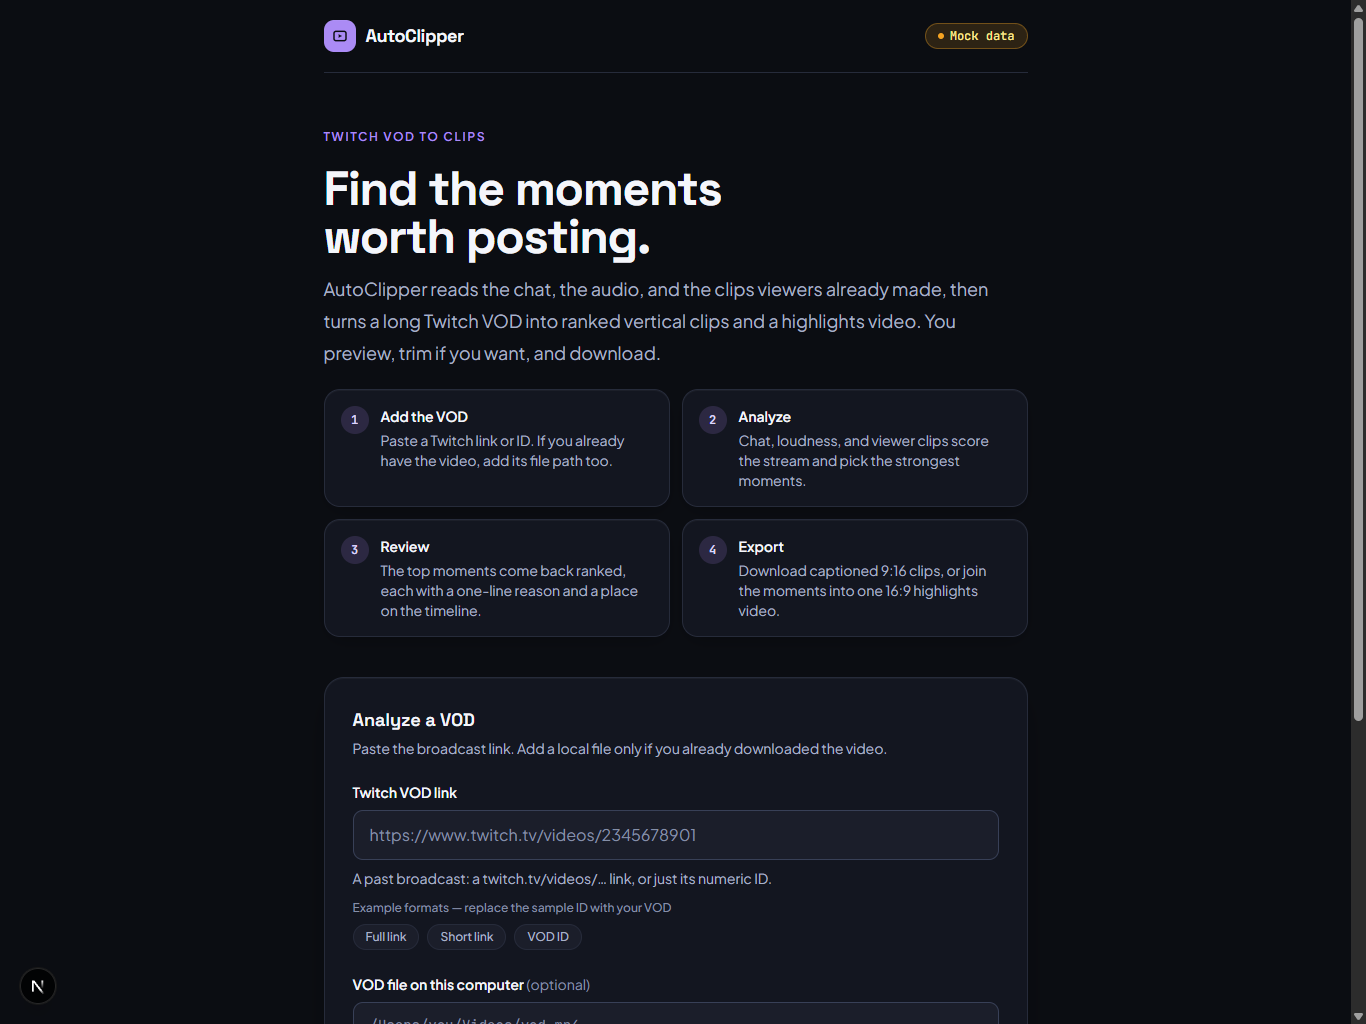 AutoClipper
Mock data
TWITCH VOD TO CLIPS
Find the moments
worth posting.
AutoClipper reads the chat, the audio, and the clips viewers already made, then
turns a long Twitch VOD into ranked vertical clips and a highlights video. You
preview, trim if you want, and download.
1
Add the VOD
Paste a Twitch link or ID. If you already
have the video, add its file path too.
2
Analyze
Chat, loudness, and viewer clips score
the stream and pick the strongest
moments.
3
Review
The top moments come back ranked,
each with a one-line reason and a place
on the timeline.
4
Export
Download captioned 9:16 clips, or join
the moments into one 16:9 highlights
video.
Analyze a VOD
Paste the broadcast link. Add a local file only if you already downloaded the video.
Twitch VOD link
https://www.twitch.tv/videos/2345678901
A past broadcast: a twitch.tv/videos/… link, or just its numeric ID.
Example formats — replace the sample ID with your VOD
Full link
Short link
VOD ID
VOD file on this computer (optional)
N